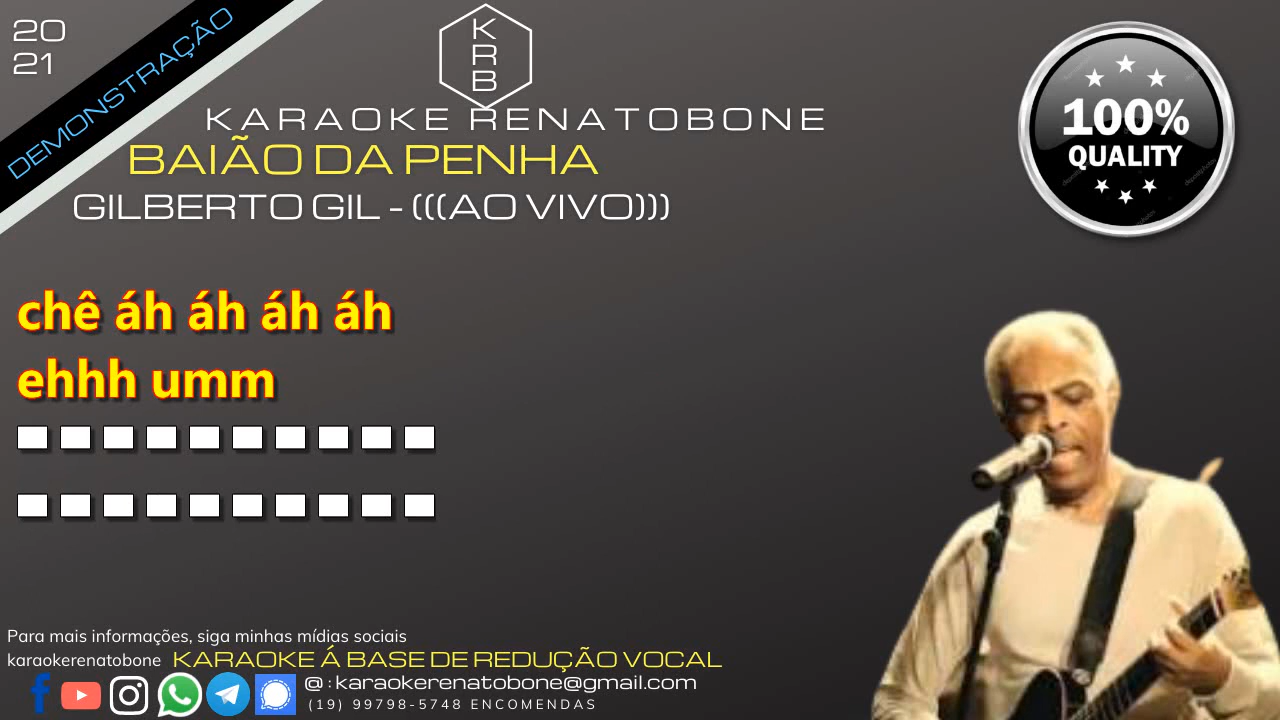 20
21
DEMONSTRAÇÃO
K
R
B
KARAOKE RENATOBONE
BAIÃO DA PENHA
GILBERTO GIL - (((AO VIVO)))
100%
QUALITY
chê áh áh áh áh
ehhh umm
Para mais informações, siga minhas mídias sociais
karaokerenatobone KARAOKE Á BASE DE REDUÇÃO VOCAL
@ : karaokerenatobone@gmail.com
(19) 99798-5748 ENCOMENDAS